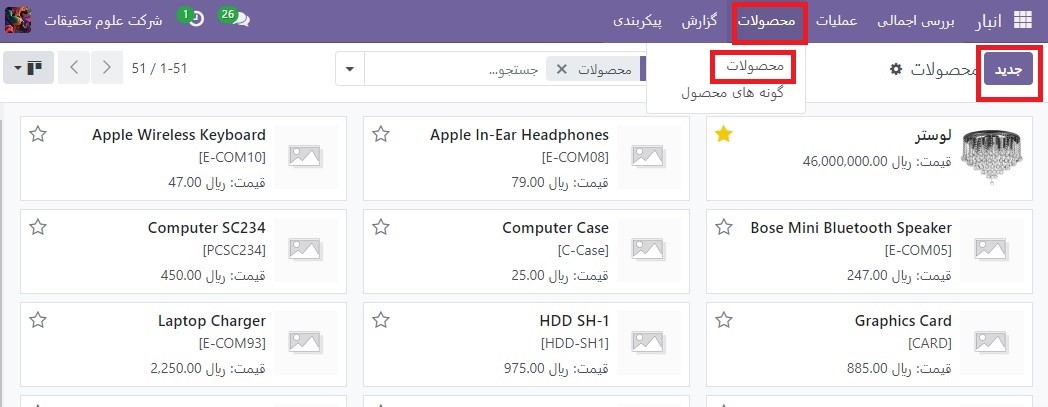 انبار بررسی اجمالی عملیات محصولات گزارش پیکربندی 26 1 شرکت علوم تحقیقات
جدید محصولات محصولات جستجو... 51 / 1-51
محصولات
گونه های محصول
لوستر
قیمت: ریال 46,000,000.00
Apple In-Ear Headphones
[E-COM08]
قیمت: ریال 79.00
Apple Wireless Keyboard
[E-COM10]
قیمت: ریال 47.00
Bose Mini Bluetooth Speaker
[E-COM05]
قیمت: ریال 247.00
Computer Case
[C-Case]
قیمت: ریال 25.00
Computer SC234
[PCSC234]
قیمت: ریال 450.00
Graphics Card
[CARD]
قیمت: ریال 885.00
HDD SH-1
[HDD-SH1]
قیمت: ریال 975.00
Laptop Charger
[E-COM93]
قیمت: ریال 2,250.00